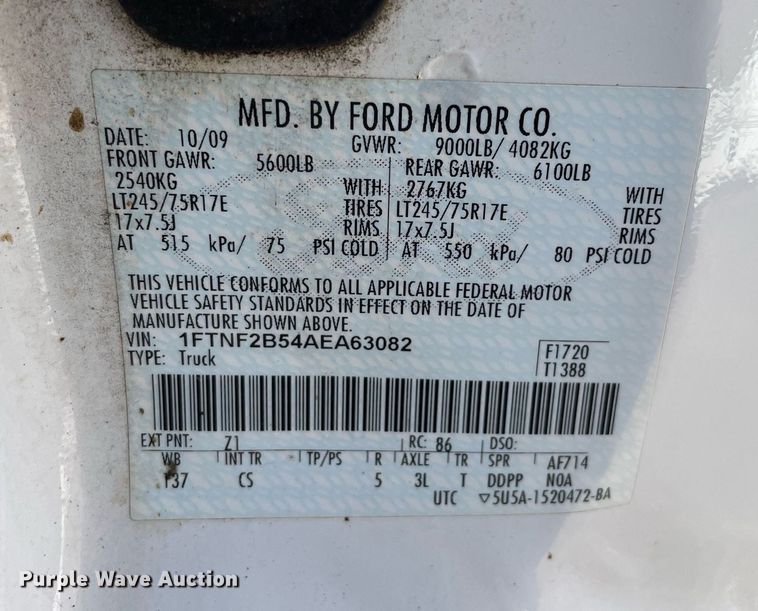 MFD. BY FORD MOTOR CO.
DATE: 10/09 GVWR: 9000LB/ 4082KG
FRONT GAWR: 5600LB REAR GAWR: 6100LB
2540KG WITH 2767KG WITH
LT245/75R17E TIRES LT245/75R17E TIRES
17x7.5J RIMS 17x7.5J RIMS
AT 515 kPa/ 75 PSI COLD AT 550 kPa/ 80 PSI COLD
THIS VEHICLE CONFORMS TO ALL APPLICABLE FEDERAL MOTOR
VEHICLE SAFETY STANDARDS IN EFFECT ON THE DATE OF
MANUFACTURE SHOWN ABOVE.
VIN: 1FTNF2B54AEA63082
TYPE: Truck
F1720
T1388
EXT PNT: Z1 RC: 86 DSO:
WB INT TR TP/PS R AXLE TR SPR AF714
137 CS 5 3L T DDPP NOA
UTC ▽5U5A-1520472-BA
Purple Wave Auction